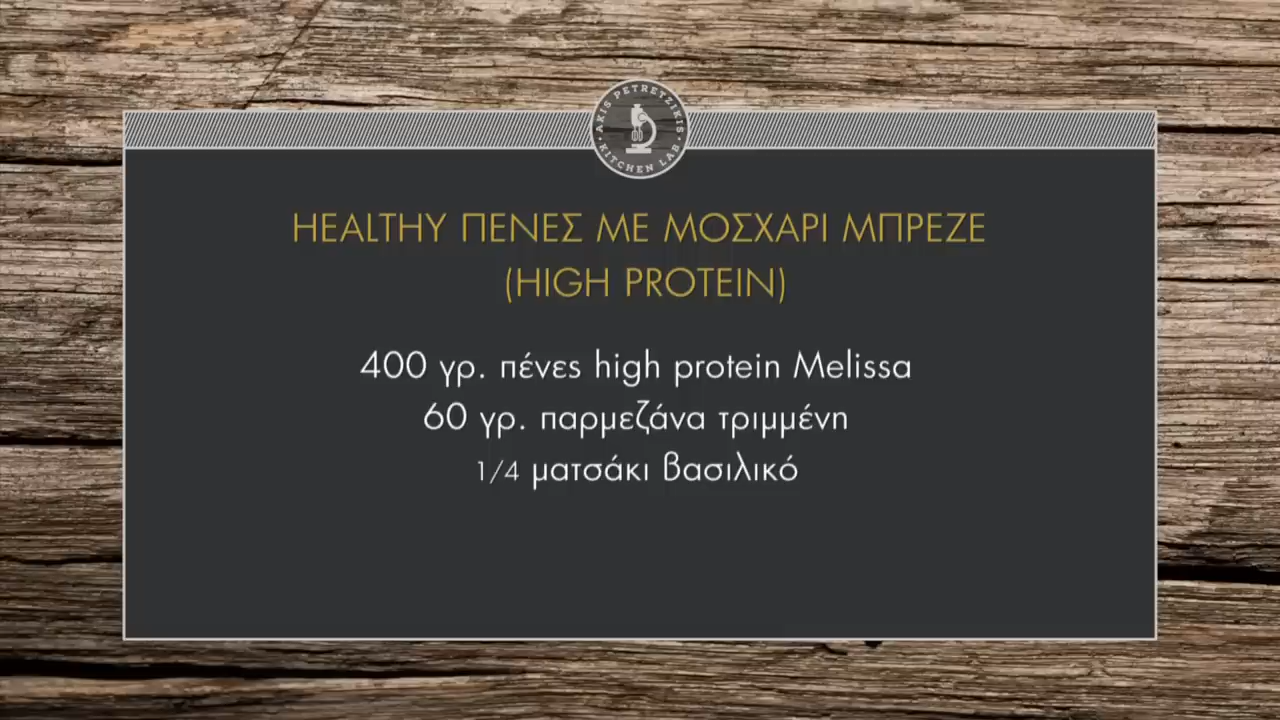 AKIS PETRETZIKIS
KITCHEN LAB
HEALTHY ΠΕΝΕΣ ΜΕ ΜΟΣΧΑΡΙ ΜΠΡΕΖΕ
(HIGH PROTEIN)
400 γρ. πένες high protein Melissa
60 γρ. παρμεζάνα τριμμένη
1/4 ματσάκι βασιλικό